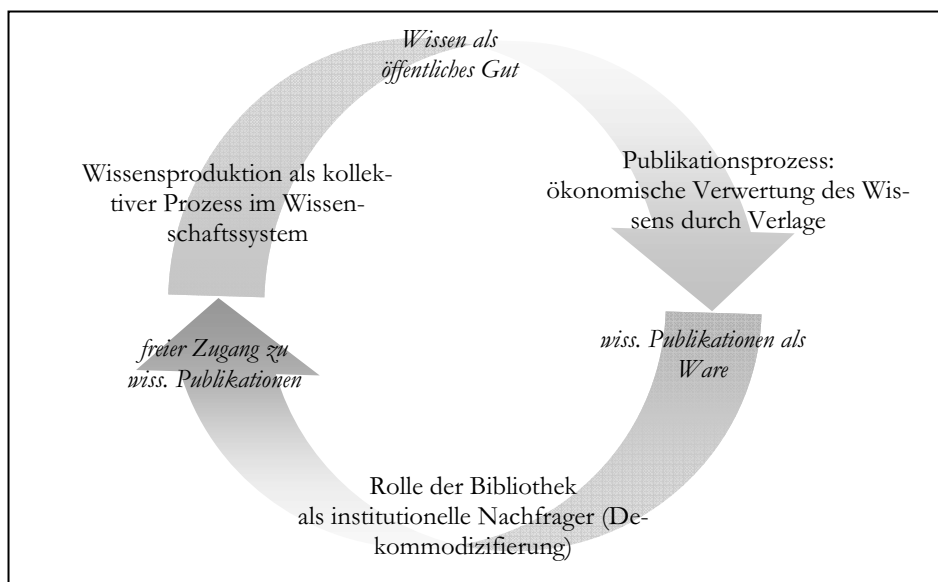 Wissen als
öffentliches Gut
Publikationsprozess:
ökonomische Verwertung des Wis-
sens durch Verlage
wiss. Publikationen als
Ware
Rolle der Bibliothek
als institutionelle Nachfrager (De-
kommodizifierung)
freier Zugang zu
wiss. Publikationen
Wissensproduktion als kollek-
tiver Prozess im Wissen-
schaftssystem